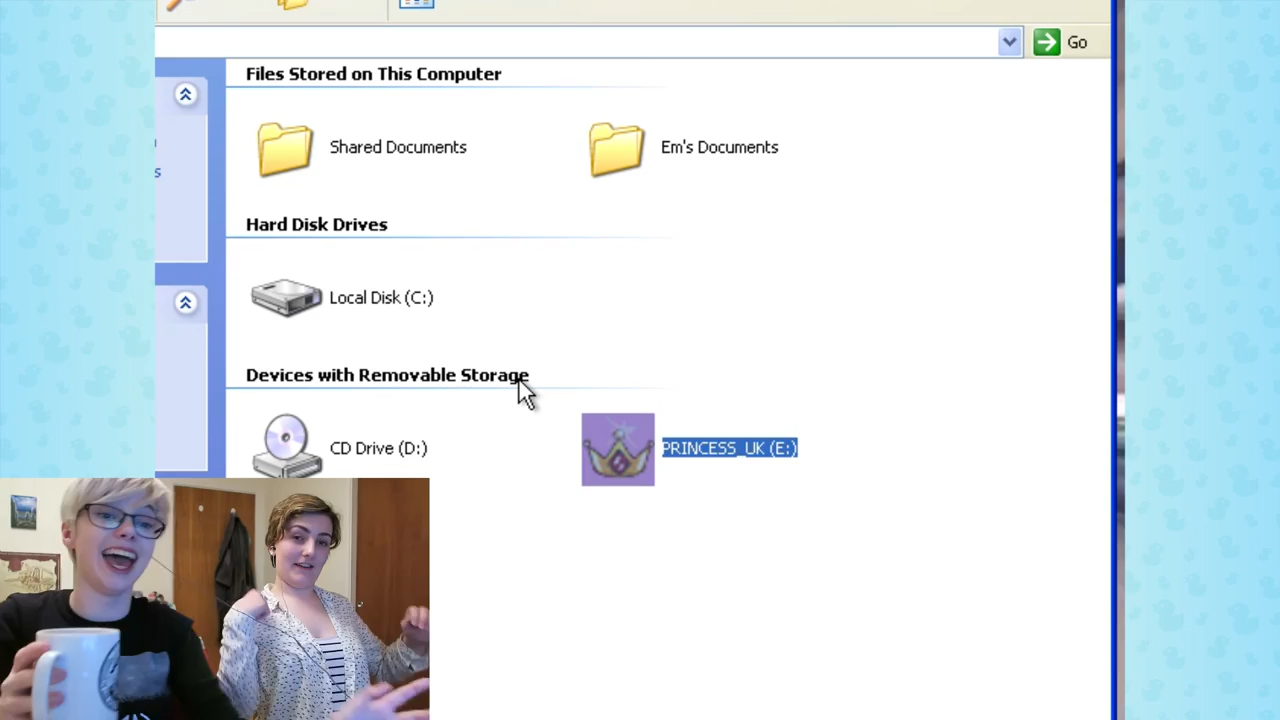 Go
Files Stored on This Computer
Shared Documents
Em's Documents
Hard Disk Drives
Local Disk (C:)
Devices with Removable Storage
CD Drive (D:)
PRINCESS_UK (E:)
s